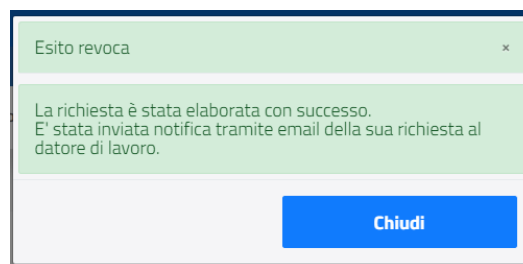 Esito revoca ×
La richiesta è stata elaborata con successo.
E' stata inviata notifica tramite email della sua richiesta al
datore di lavoro.
Chiudi